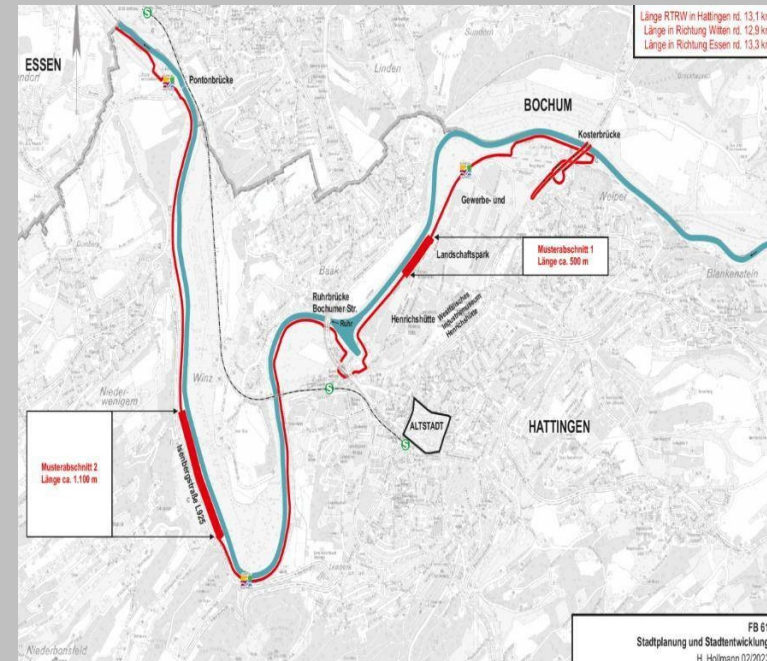 Länge RTRW in Hattingen rd. 13,1 km
Länge in Richtung Witten rd. 12,9 km
Länge in Richtung Essen rd. 13,3 km
S
ESSEN
Sundern
Linden
Pontonbrücke
BOCHUM
Kosterbrücke
Gewerbe- und
Welper
Musterabschnitt 1
Länge ca. 500 m
Landschaftspark
Blankenstein
Baak
Ruhrbrücke
Bochumer-Str.
Ruhr
Henrichshütte
Westfälisches
Industriemuseum
Henrichshütte
Winz
Nieder-
wenigern
S
ALTSTADT
HATTINGEN
S
Musterabschnitt 2
Länge ca. 1.100 m
Isenbergstraße L925
Niederbonsfeld
FB 61
Stadtplanung und Stadtentwicklung
H. Hollmann 02/2023